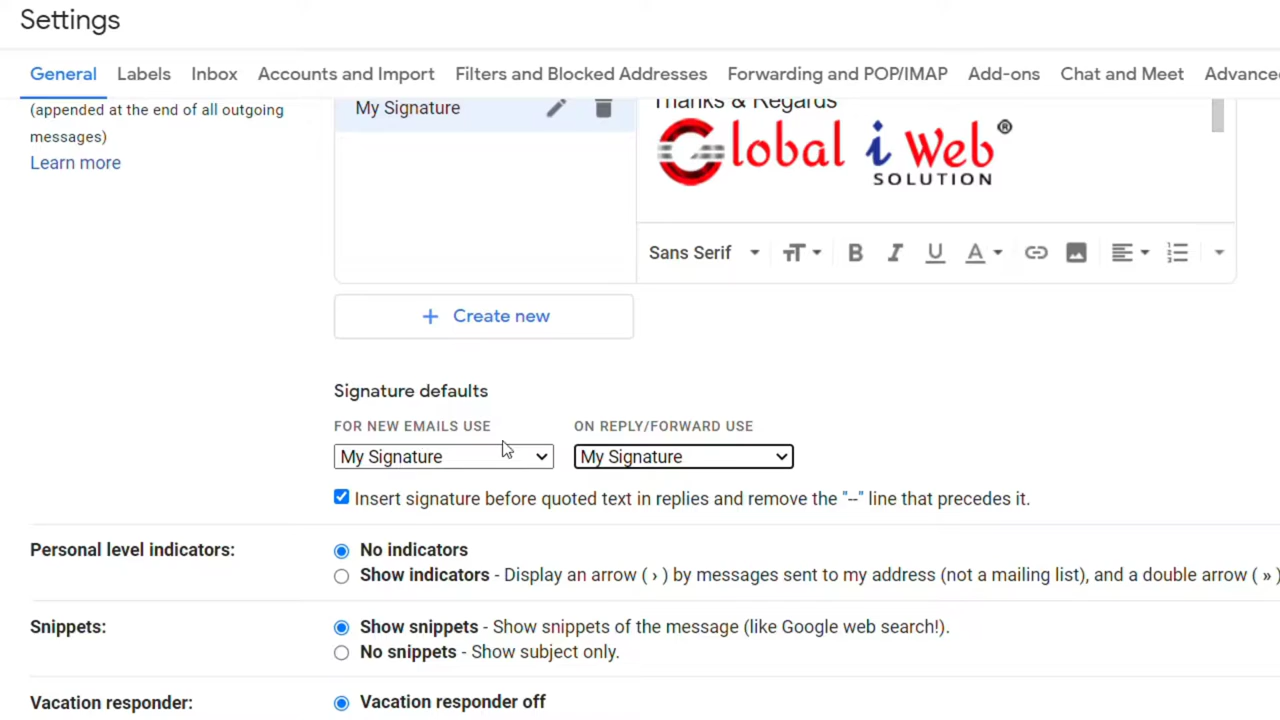 Settings
General Labels Inbox Accounts and Import Filters and Blocked Addresses Forwarding and POP/IMAP Add-ons Chat and Meet Advance
(appended at the end of all outgoing
messages)
Learn more
My Signature
Thanks & Regards
Global i Web ®
SOLUTION
Sans Serif
+ Create new
Signature defaults
FOR NEW EMAILS USE ON REPLY/FORWARD USE
My Signature My Signature
Insert signature before quoted text in replies and remove the "--" line that precedes it.
Personal level indicators: No indicators
Show indicators - Display an arrow ( › ) by messages sent to my address (not a mailing list), and a double arrow ( » )
Snippets: Show snippets - Show snippets of the message (like Google web search!).
No snippets - Show subject only.
Vacation responder: Vacation responder off